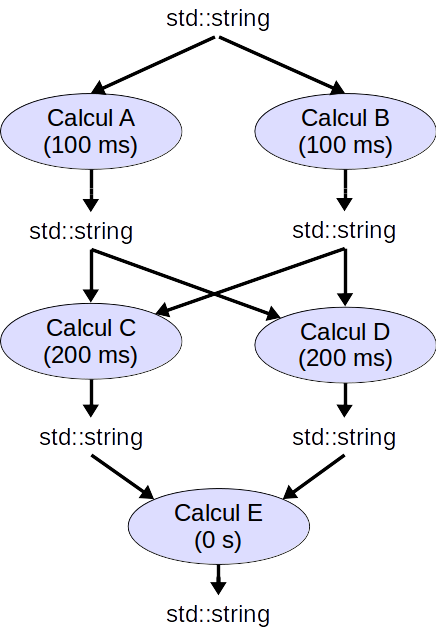 std::string
Calcul A
(100 ms)
Calcul B
(100 ms)
std::string
std::string
Calcul C
(200 ms)
Calcul D
(200 ms)
std::string
std::string
Calcul E
(0 s)
std::string